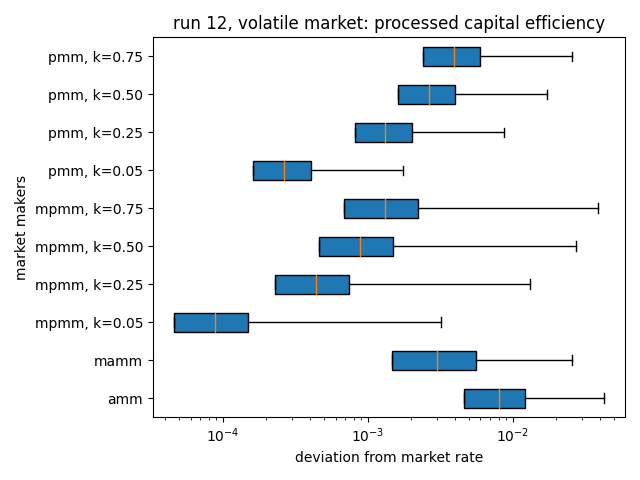 run 12, volatile market: processed capital efficiency
pmm, k=0.75
pmm, k=0.50
pmm, k=0.25
pmm, k=0.05
mpmm, k=0.75
mpmm, k=0.50
mpmm, k=0.25
mpmm, k=0.05
mamm
amm
market makers
10⁻⁴ 10⁻³ 10⁻²
deviation from market rate